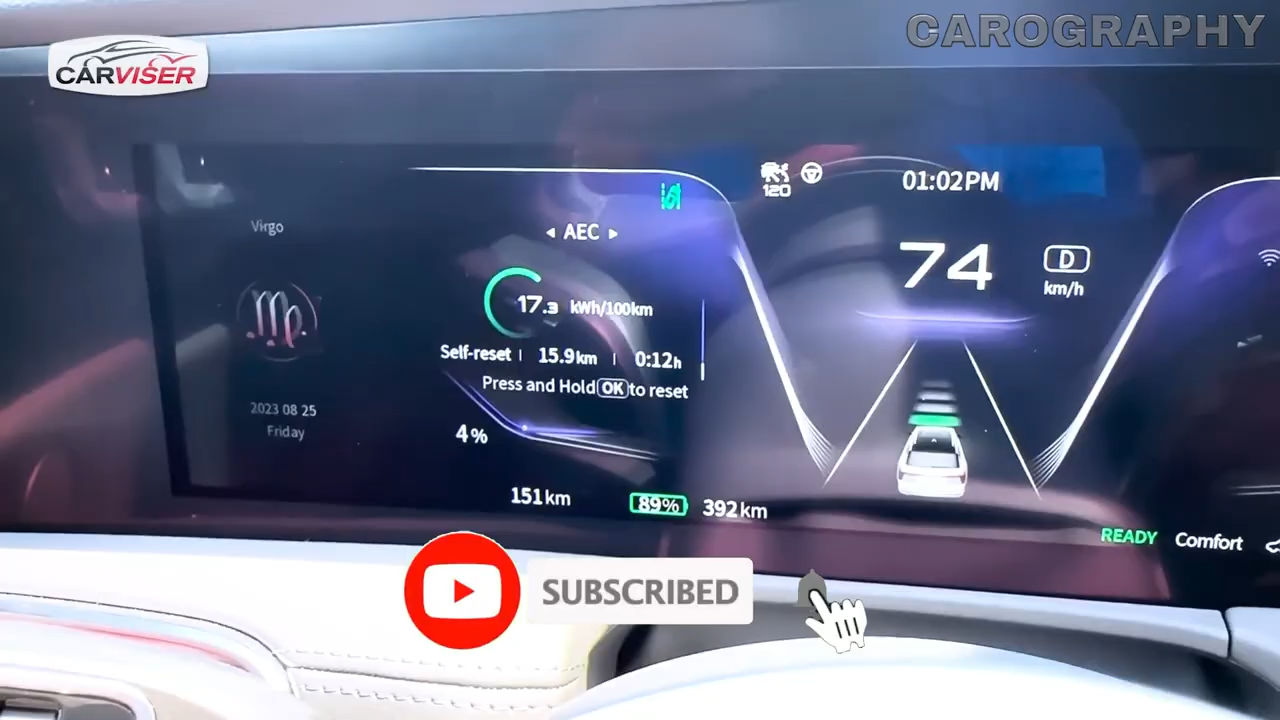 CAROGRAPHY
CARVISER
120
01:02PM
Virgo
◂ AEC ▸
74
D
km/h
17.3 kWh/100km
Self-reset | 15.9km | 0:12h
Press and Hold OK to reset
2023 08 25
Friday
4%
151km
89% 392km
READY Comfort
SUBSCRIBED